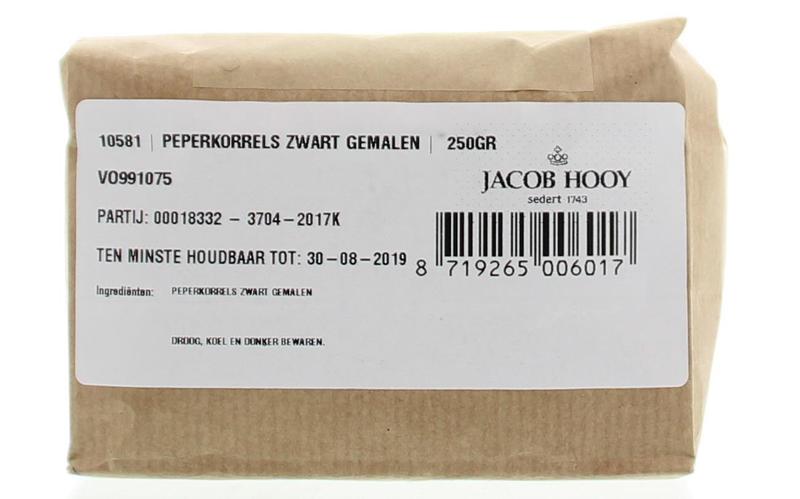 10581 | PEPERKORRELS ZWART GEMALEN | 250GR
VO991075
JACOB HOOY
sedert 1743
PARTIJ: 00018332 - 3704-2017K
TEN MINSTE HOUDBAAR TOT: 30-08-2019
8 719265 006017
Ingrediënten: PEPERKORRELS ZWART GEMALEN
DROOG, KOEL EN DONKER BEWAREN.